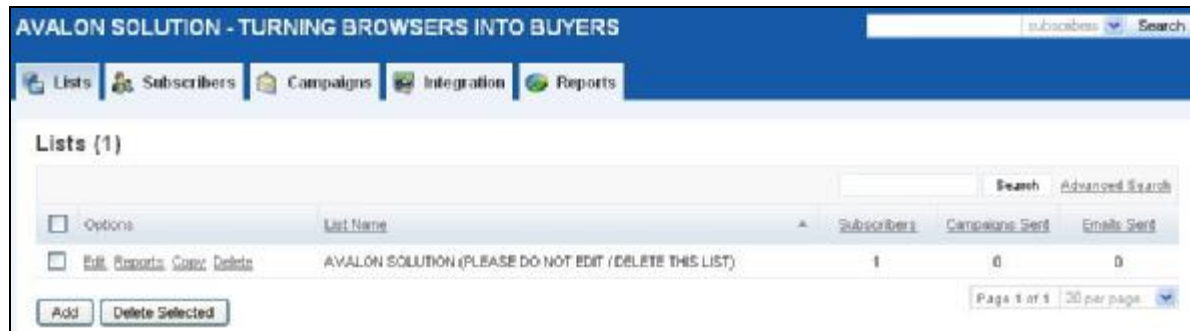 AVALON SOLUTION - TURNING BROWSERS INTO BUYERS
subscribers Search
Lists Subscribers Campaigns Integration Reports
Lists (1)
Search Advanced Search
Options List Name Subscribers Campaigns Sent Emails Sent
Edit Reports Copy Delete AVALON SOLUTION (PLEASE DO NOT EDIT / DELETE THIS LIST) 1 0 0
Page 1 of 1 20 per page
Add Delete Selected